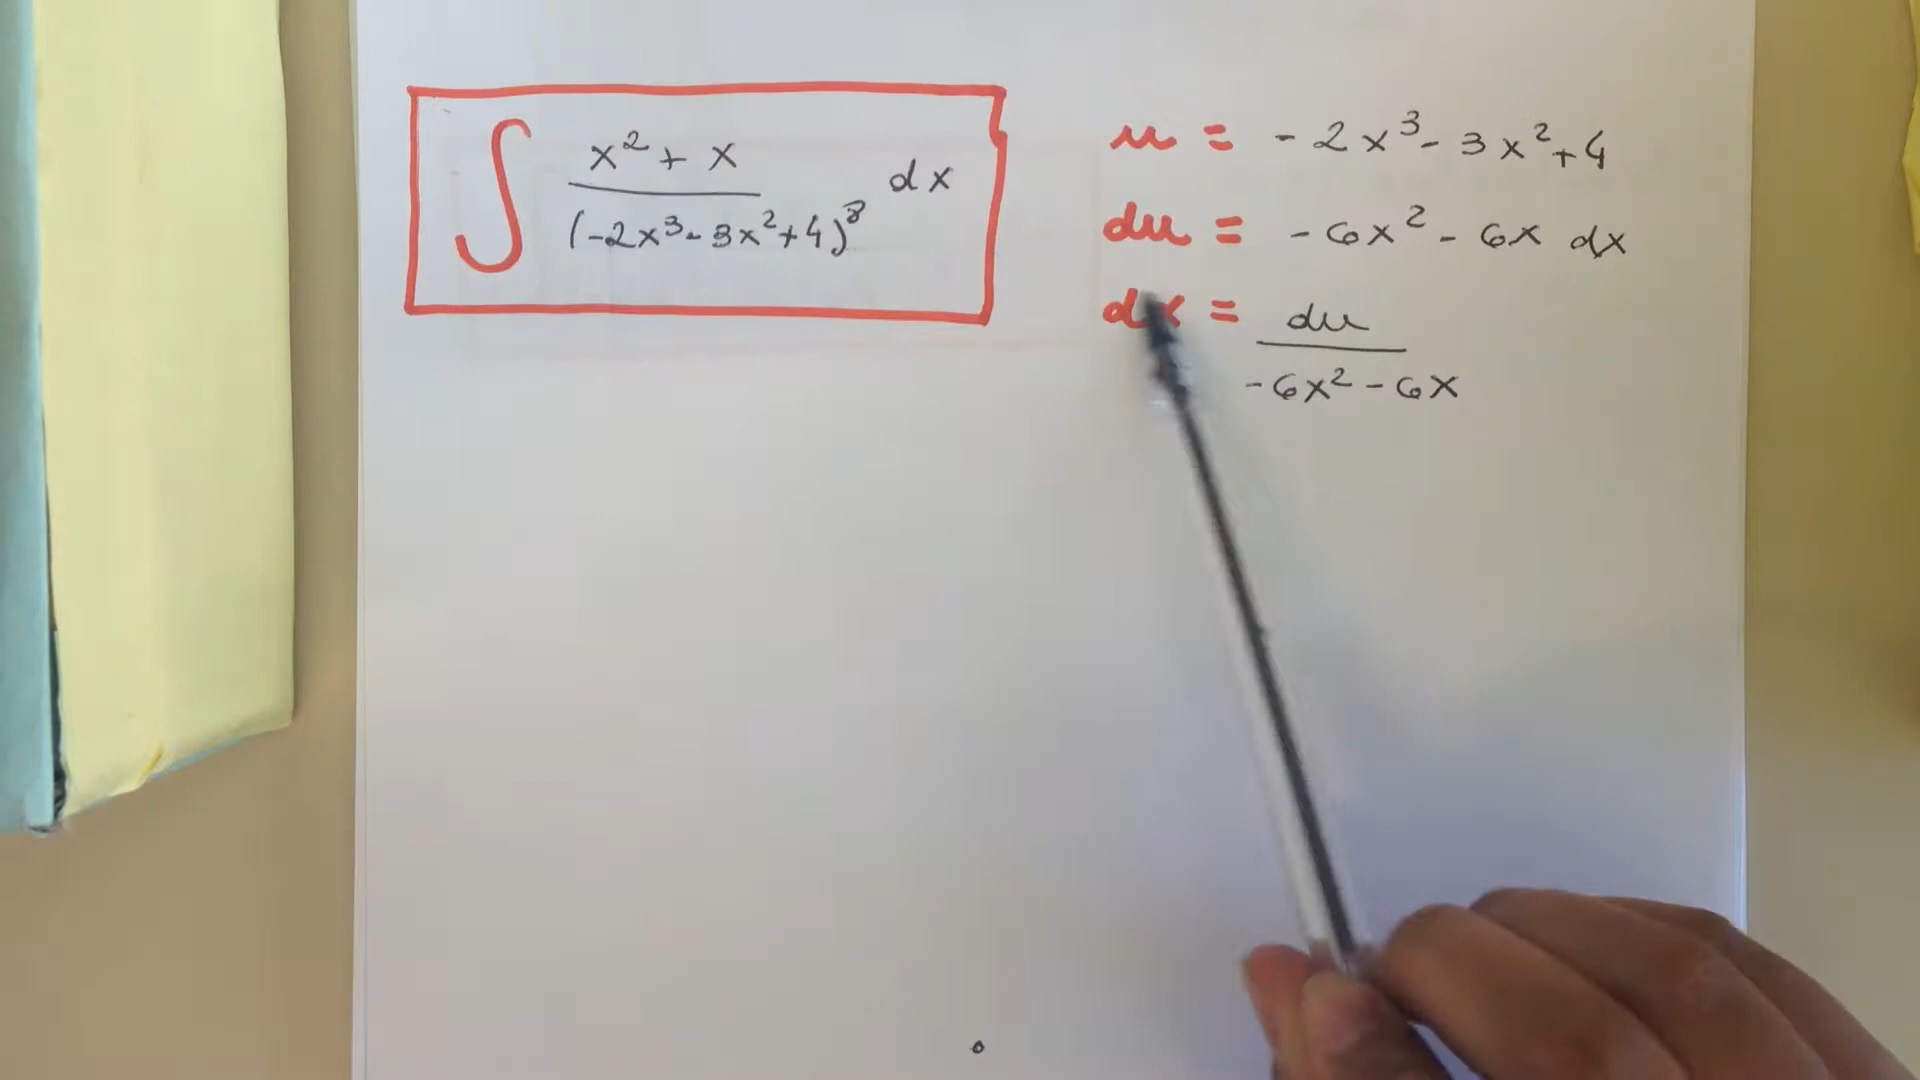 ∫ x² + x / (-2x³ - 3x² + 4)⁸ dx
u = - 2x³ - 3x² + 4
du = - 6x² - 6x dx
dx = du / - 6x² - 6x